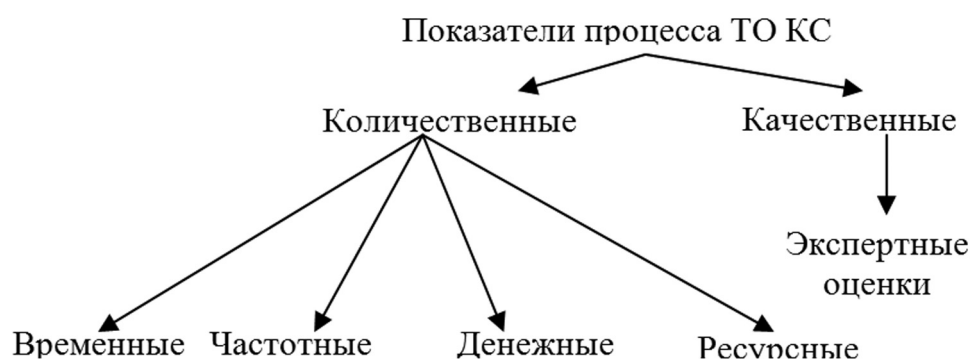 Показатели процесса ТО КС
Количественные
Качественные
Экспертные
оценки
Временные
Частотные
Денежные
Ресурсные